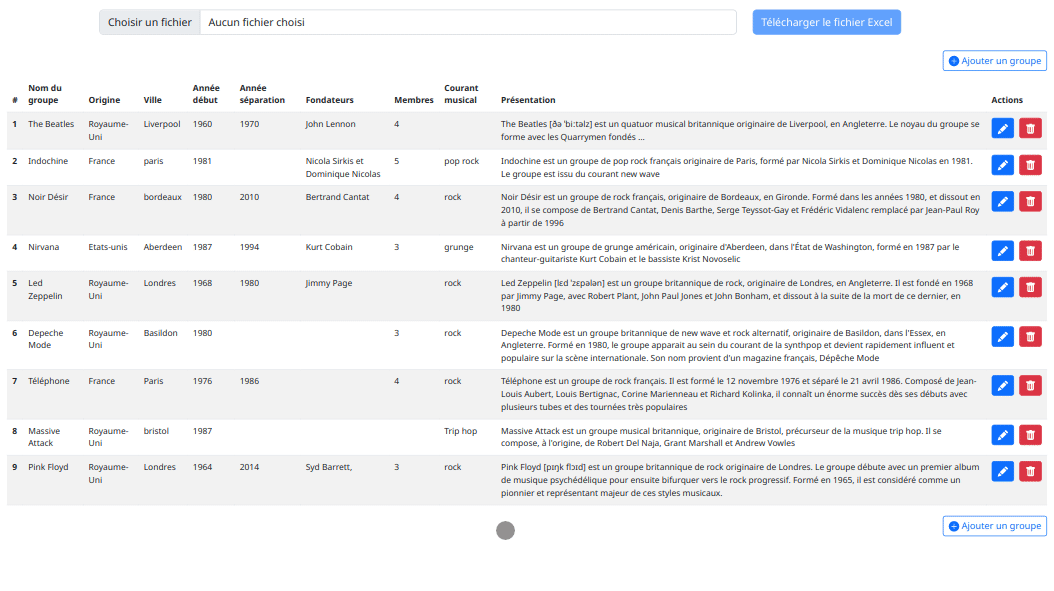 Choisir un fichier Aucun fichier choisi Télécharger le fichier Excel
Ajouter un groupe
# Nom du groupe Origine Ville Année début Année séparation Fondateurs Membres Courant musical Présentation Actions
1 The Beatles Royaume-Uni Liverpool 1960 1970 John Lennon 4 The Beatles [ðə ˈbiːtəlz] est un quatuor musical britannique originaire de Liverpool, en Angleterre. Le noyau du groupe se
forme avec les Quarrymen fondés ...
2 Indochine France paris 1981 Nicola Sirkis et Dominique Nicolas 5 pop rock Indochine est un groupe de pop rock français originaire de Paris, formé par Nicola Sirkis et Dominique Nicolas en 1981.
Le groupe est issu du courant new wave
3 Noir Désir France bordeaux 1980 2010 Bertrand Cantat 4 rock Noir Désir est un groupe de rock français, originaire de Bordeaux, en Gironde. Formé dans les années 1980, et dissout en
2010, il se compose de Bertrand Cantat, Denis Barthe, Serge Teyssot-Gay et Frédéric Vidalenc remplacé par Jean-Paul Roy
à partir de 1996
4 Nirvana Etats-unis Aberdeen 1987 1994 Kurt Cobain 3 grunge Nirvana est un groupe de grunge américain, originaire d'Aberdeen, dans l'État de Washington, formé en 1987 par le
chanteur-guitariste Kurt Cobain et le bassiste Krist Novoselic
5 Led Zeppelin Royaume-Uni Londres 1968 1980 Jimmy Page rock Led Zeppelin [lɛd ˈzɛpəlɪn] est un groupe de rock britannique, originaire de Londres, en Angleterre. Il est fondé en 1968
par Jimmy Page, avec Robert Plant, John Paul Jones et John Bonham, et dissout à la suite de la mort de ce dernier, en
1980
6 Depeche Mode Royaume-Uni Basildon 1980 3 rock Depeche Mode est un groupe britannique de new wave et rock alternatif, originaire de Basildon, dans l'Essex, en
Angleterre. Formé en 1980, le groupe apparait au sein du courant de la synthpop et devient rapidement influent et
populaire sur la scène internationale. Son nom provient d'un magazine français, Dépêche Mode
7 Téléphone France Paris 1976 1986 4 rock Téléphone est un groupe de rock français. Il est formé le 12 novembre 1976 et séparé le 21 avril 1986. Composé de Jean-
Louis Aubert, Louis Bertignac, Corine Marienneau et Richard Kolinka, il connaît un énorme succès dès ses débuts avec
plusieurs tubes et des tournées très populaires
8 Massive Attack Royaume-Uni bristol 1987 Trip hop Massive Attack est un groupe musical britannique, originaire de Bristol, précurseur de la musique trip hop. Il se
compose, à l'origine, de Robert Del Naja, Grant Marshall et Andrew Vowles
9 Pink Floyd Royaume-Uni Londres 1964 2014 Syd Barrett, 3 rock Pink Floyd [pɪŋk flɔɪd] est un groupe britannique de rock originaire de Londres. Le groupe débute avec un premier album
de musique psychédélique pour ensuite bifurquer vers le rock progressif. Formé en 1965, il est considéré comme un
pionnier et représentant majeur de ces styles musicaux.
Ajouter un groupe